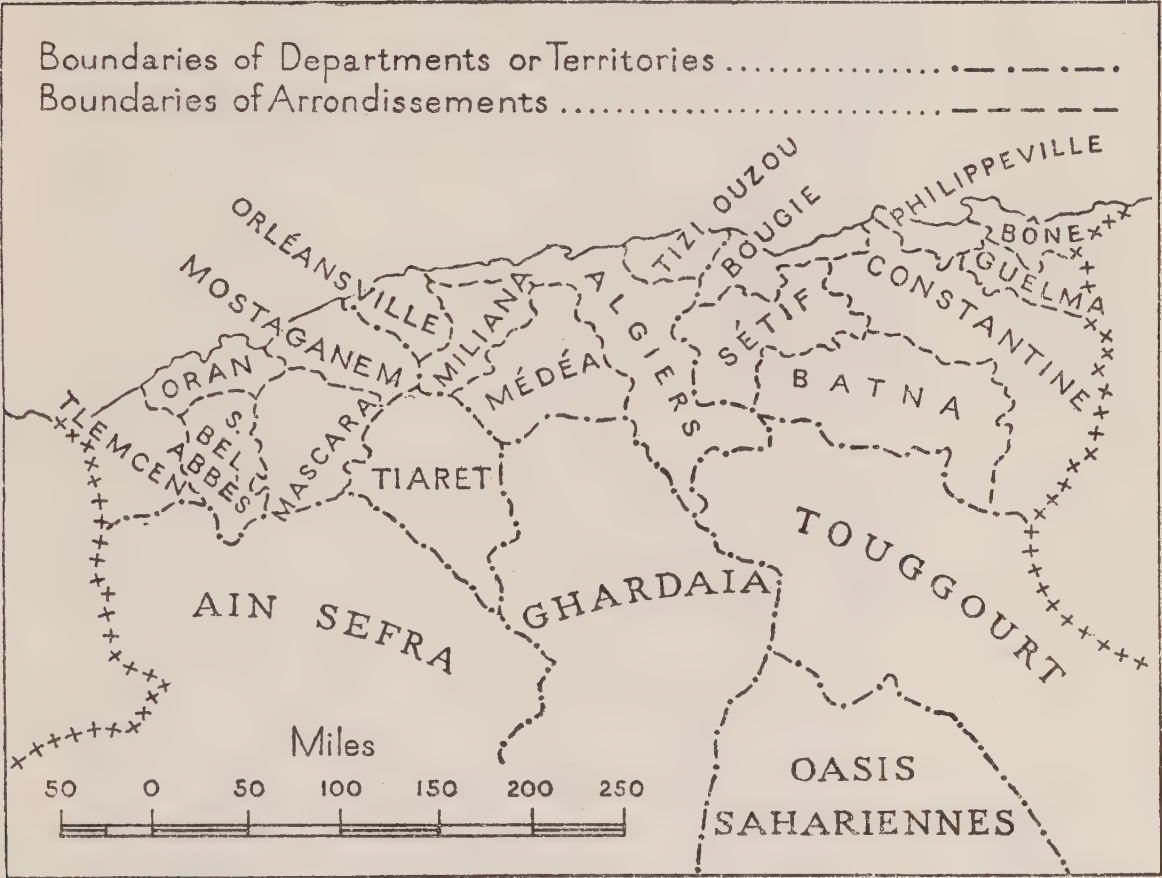 Boundaries of Departments or Territories
Boundaries of Arrondissements
PHILIPPEVILLE
TIZI OUZOU
BOUGIE
ORLÉANSVILLE
BÔNE
MOSTAGANEM
MILIANA
ALGIERS
CONSTANTINE
GUELMA
SÉTIF
ORAN
MÉDÉA
BATNA
TLEMCEN
S. BEL ABBÈS
MASCARA
TIARET
TOUGGOURT
AIN SEFRA
GHARDAIA
Miles
50 0 50 100 150 200 250
OASIS
SAHARIENNES